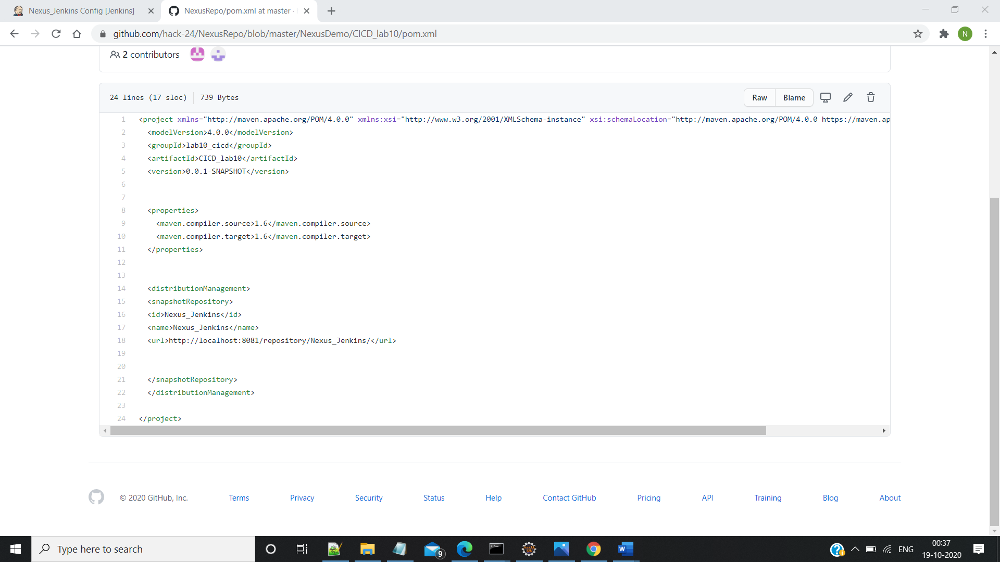 Nexus_Jenkins Config [Jenkins]
NexusRepo/pom.xml at master ·
github.com/hack-24/NexusRepo/blob/master/NexusDemo/CICD_lab10/pom.xml
N
2 contributors
24 lines (17 sloc) 739 Bytes
Raw Blame
1 <project xmlns="http://maven.apache.org/POM/4.0.0" xmlns:xsi="http://www.w3.org/2001/XMLSchema-instance" xsi:schemaLocation="http://maven.apache.org/POM/4.0.0 https://maven.ap
2 <modelVersion>4.0.0</modelVersion>
3 <groupId>lab10_cicd</groupId>
4 <artifactId>CICD_lab10</artifactId>
5 <version>0.0.1-SNAPSHOT</version>
6
7
8 <properties>
9 <maven.compiler.source>1.6</maven.compiler.source>
10 <maven.compiler.target>1.6</maven.compiler.target>
11 </properties>
12
13
14 <distributionManagement>
15 <snapshotRepository>
16 <id>Nexus_Jenkins</id>
17 <name>Nexus_Jenkins</name>
18 <url>http://localhost:8081/repository/Nexus_Jenkins/</url>
19
20
21 </snapshotRepository>
22 </distributionManagement>
23
24 </project>
© 2020 GitHub, Inc. Terms Privacy Security Status Help Contact GitHub Pricing API Training Blog About
Type here to search
9
ENG
00:37
19-10-2020